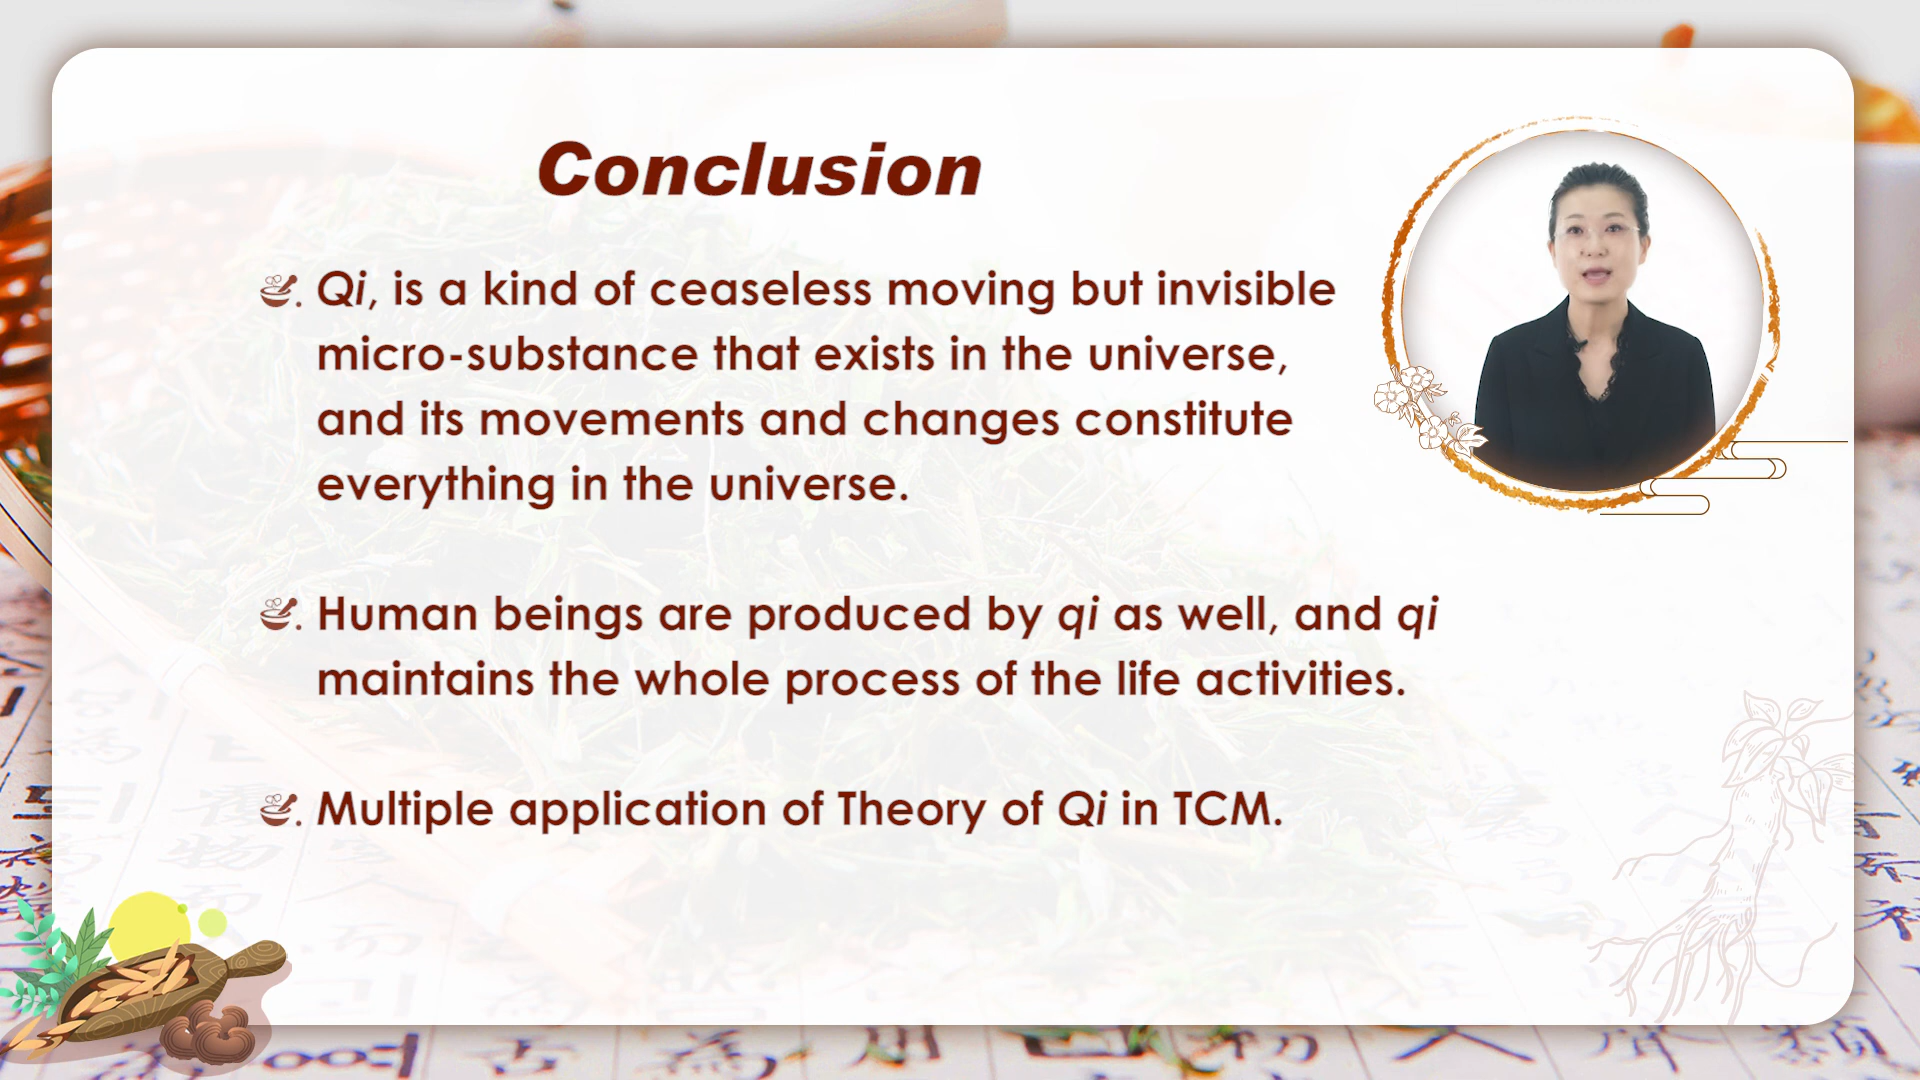 Conclusion
Qi, is a kind of ceaseless moving but invisible
micro-substance that exists in the universe,
and its movements and changes constitute
everything in the universe.
Human beings are produced by qi as well, and qi
maintains the whole process of the life activities.
Multiple application of Theory of Qi in TCM.